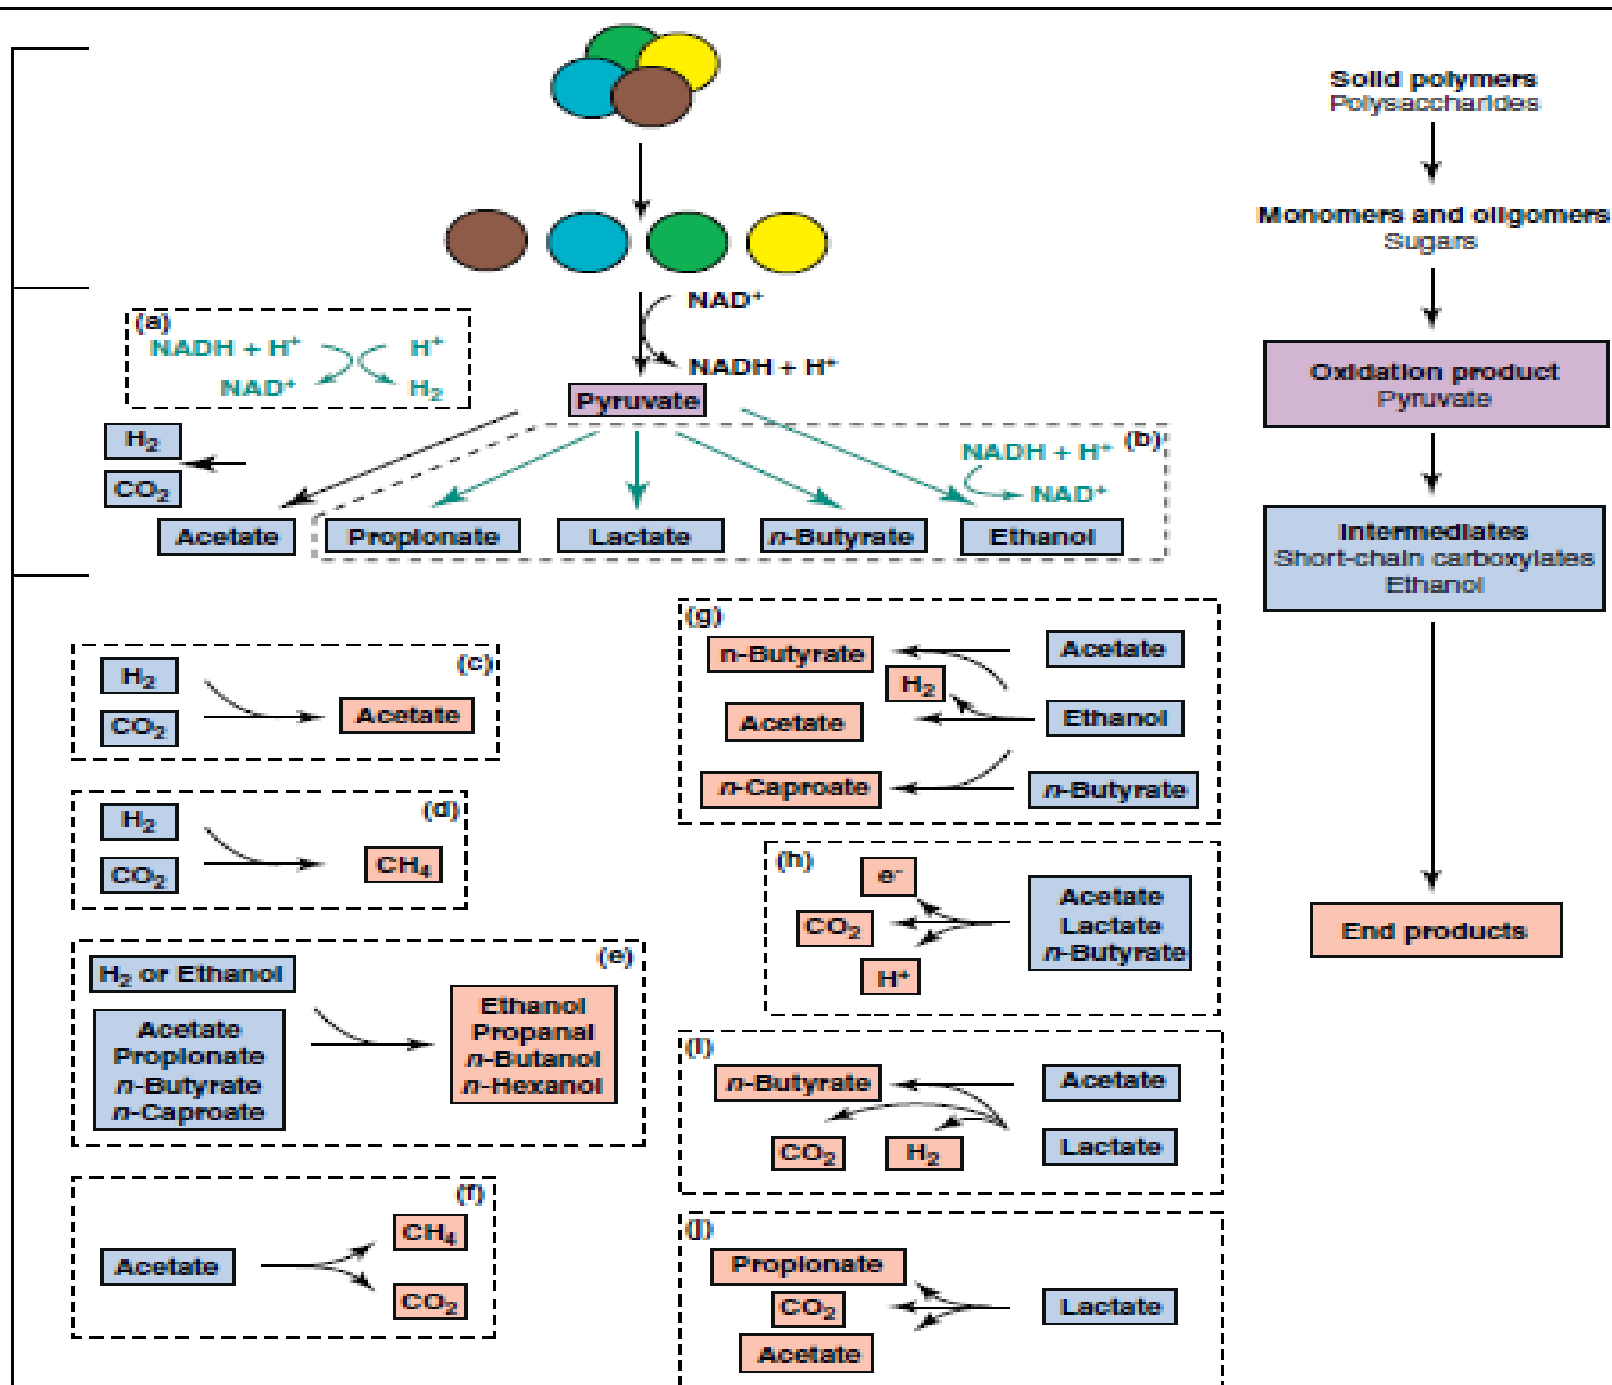 Solid polymers
Polysaccharides
Monomers and oligomers
Sugars
NAD⁺
NADH + H⁺
(a)
NADH + H⁺ H⁺
NAD⁺ H₂
Pyruvate
Oxidation product
Pyruvate
H₂
CO₂
(b)
NADH + H⁺
NAD⁺
Acetate Propionate Lactate n-Butyrate Ethanol
Intermediates
Short-chain carboxylates
Ethanol
(c)
H₂
CO₂
Acetate
(d)
H₂
CO₂
CH₄
(e)
H₂ or Ethanol
Acetate
Propionate
n-Butyrate
n-Caproate
Ethanol
Propanal
n-Butanol
n-Hexanol
(f)
Acetate
CH₄
CO₂
(g)
n-Butyrate Acetate
H₂
Acetate Ethanol
n-Caproate n-Butyrate
(h)
e⁻
CO₂
H⁺
Acetate
Lactate
n-Butyrate
End products
(i)
n-Butyrate Acetate
CO₂ H₂ Lactate
(j)
Propionate
CO₂ Lactate
Acetate